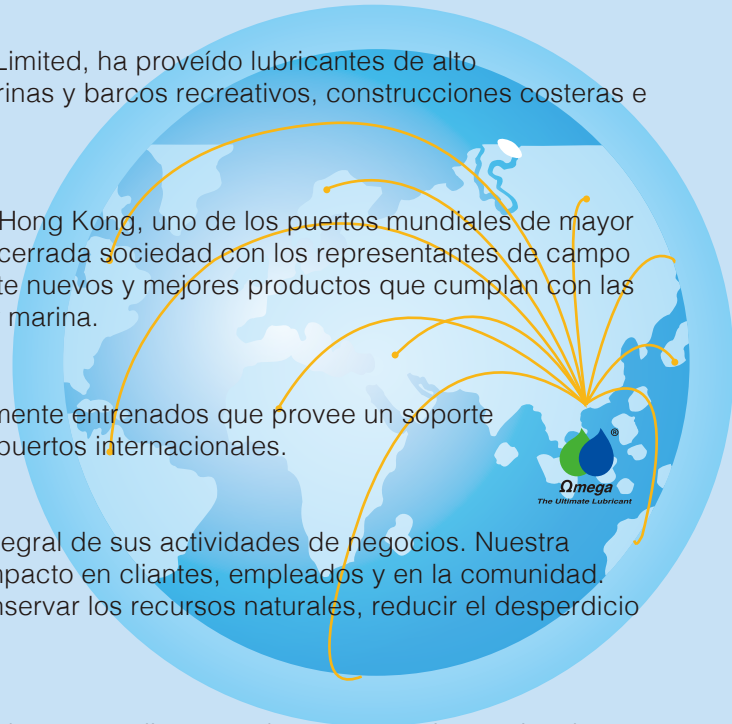 Limited, ha proveído lubricantes de alto
rinas y barcos recreativos, construcciones costeras e
Hong Kong, uno de los puertos mundiales de mayor
cerrada sociedad con los representantes de campo
te nuevos y mejores productos que cumplan con las
marina.
mente entrenados que provee un soporte
puertos internacionales.
Ωmega
®
The Ultimate Lubricant
egral de sus actividades de negocios. Nuestra
mpacto en cliantes, empleados y en la comunidad.
nservar los recursos naturales, reducir el desperdicio